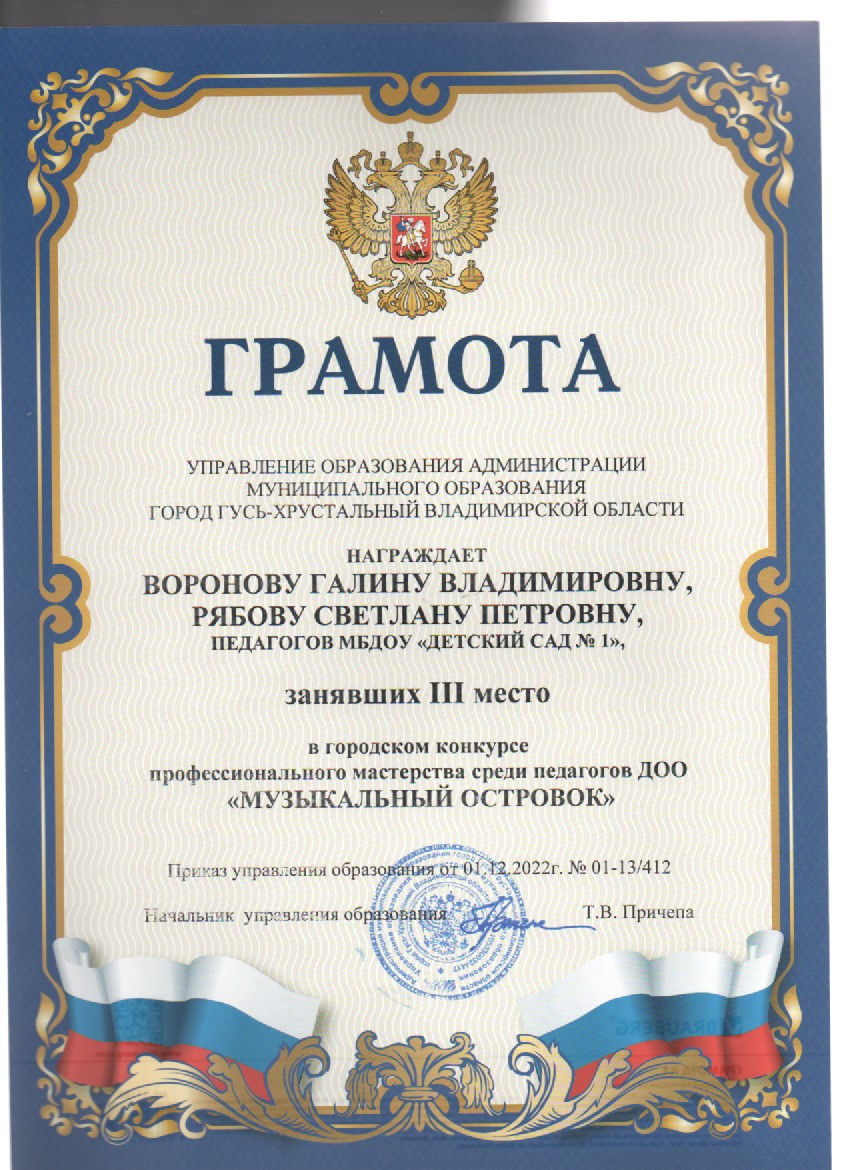 ГРАМОТА
УПРАВЛЕНИЕ ОБРАЗОВАНИЯ АДМИНИСТРАЦИИ
МУНИЦИПАЛЬНОГО ОБРАЗОВАНИЯ
ГОРОД ГУСЬ-ХРУСТАЛЬНЫЙ ВЛАДИМИРСКОЙ ОБЛАСТИ
НАГРАЖДАЕТ
ВОРОНОВУ ГАЛИНУ ВЛАДИМИРОВНУ,
РЯБОВУ СВЕТЛАНУ ПЕТРОВНУ,
ПЕДАГОГОВ МБДОУ «ДЕТСКИЙ САД № 1»,
занявших III место
в городском конкурсе
профессионального мастерства среди педагогов ДОО
«МУЗЫКАЛЬНЫЙ ОСТРОВОК»
Приказ управления образования от 01.12.2022г. № 01-13/412
Начальник управления образования Т.В. Причепа